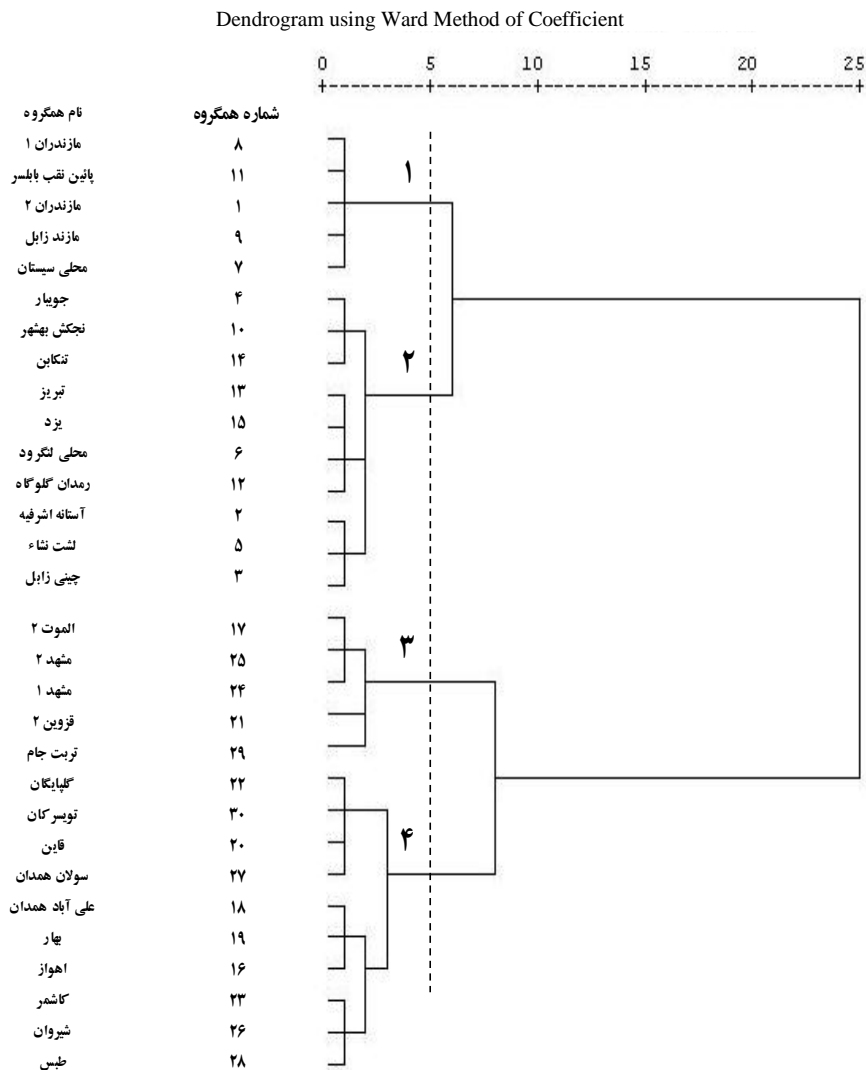 Dendrogram using Ward Method of Coefficient
0 5 10 15 20 25
نام همگروه شماره همگروه
مازندران ۱ ۸
پائین نقب بابلسر ۱۱
مازندران ۲ ۱
مازند زابل ۹
محلی سیستان ۷
جویبار ۴
نجکش بهشهر ۱۰
تنکابن ۱۴
تبریز ۱۳
یزد ۱۵
محلی لنگرود ۶
رمدان گلوگاه ۱۲
آستانه اشرفیه ۲
لشت نشاء ۵
چینی زابل ۳
الموت ۲ ۱۷
مشهد ۲ ۲۵
مشهد ۱ ۲۴
قزوین ۲ ۲۱
تربت جام ۲۹
گلپایگان ۲۲
تویسرکان ۳۰
قاین ۲۰
سولان همدان ۲۷
علی آباد همدان ۱۸
بهار ۱۹
اهواز ۱۶
کاشمر ۲۳
شیروان ۲۶
طبس ۲۸
۱
۲
۳
۴